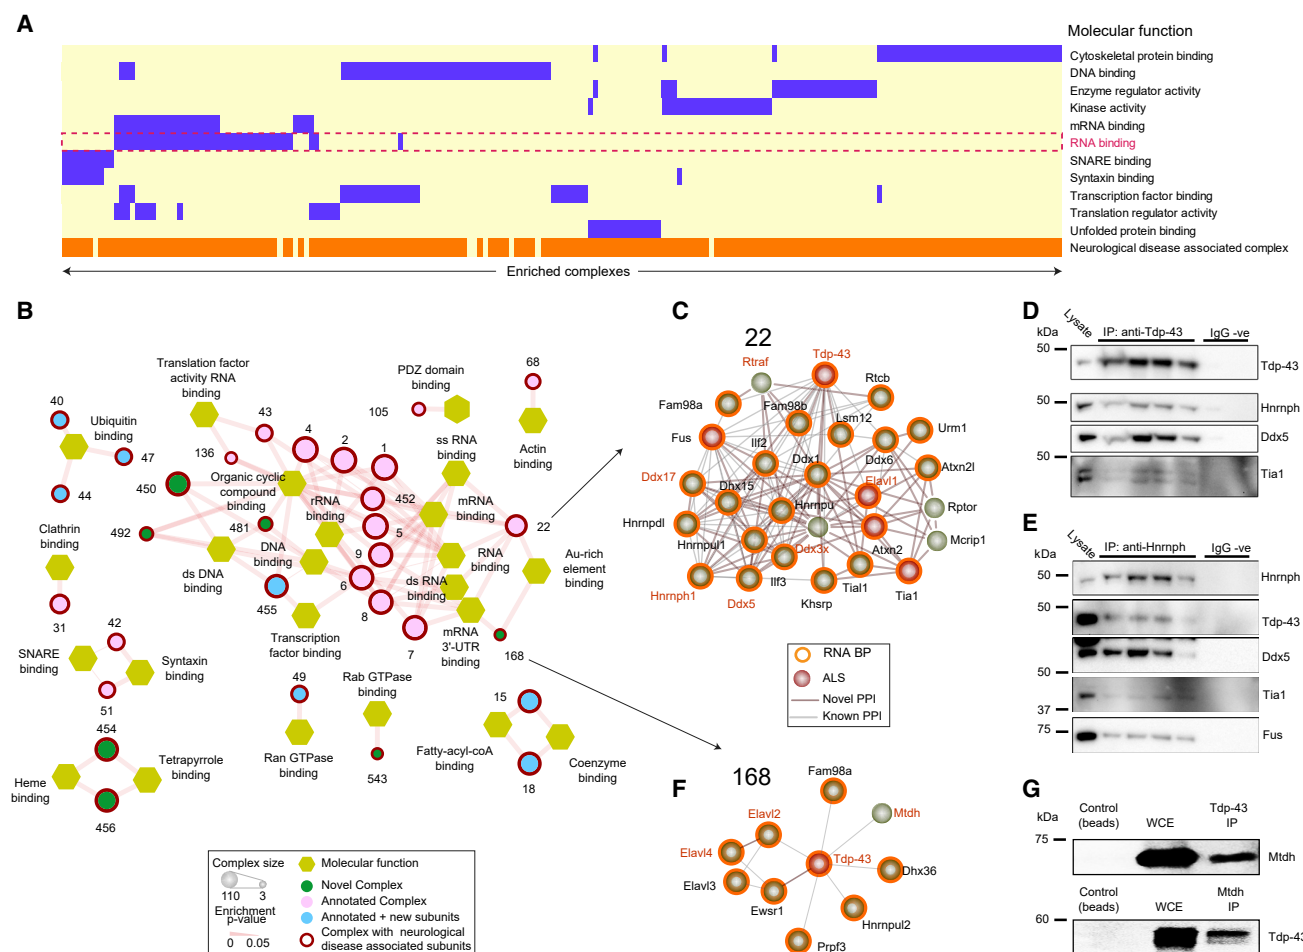 A
Molecular function
Cytoskeletal protein binding
DNA binding
Enzyme regulator activity
Kinase activity
mRNA binding
RNA binding
SNARE binding
Syntaxin binding
Transcription factor binding
Translation regulator activity
Unfolded protein binding
Neurological disease associated complex
Enriched complexes
B
Translation factor
activity RNA
binding
40
Ubiquitin
binding
47
44
43
136
4
2
1
PDZ domain
binding
105
68
Actin
binding
ss RNA
binding
450
Organic cyclic
compound
binding
452
mRNA
binding
22
492
481
rRNA
binding
5
Clathrin
binding
DNA
binding
9
RNA
binding
Au-rich
element
binding
ds DNA
binding
6
ds RNA
binding
31
455
8
Transcription
factor binding
7
mRNA
3'-UTR
binding
168
42
SNARE
binding
Syntaxin
binding
51
49
Ran GTPase
binding
Rab GTPase
binding
543
15
Fatty-acyl-coA
binding
Coenzyme
binding
18
454
Tetrapyrrole
binding
Heme
binding
456
Complex size
110 3
Enrichment
p-value
0 0.05
Molecular function
Novel Complex
Annotated Complex
Annotated + new subunits
Complex with neurological
disease associated subunits
C
22
Rtraf
Tdp-43
Rtcb
Fam98a
Fam98b
Lsm12
Urm1
Fus
Ilf2
Ddx1
Ddx6
Atxn2l
Ddx17
Dhx15
Elavl1
Rptor
Hnrnpdl
Hnrnpu
Mcrip1
Hnrnpul1
Ddx3x
Atxn2
Hnrnph1
Ddx5
Ilf3
Khsrp
Tial1
Tia1
RNA BP
ALS
Novel PPI
Known PPI
F
168
Fam98a
Elavl2
Mtdh
Elavl4
Tdp-43
Elavl3
Dhx36
Ewsr1
Hnrnpul2
Prpf3
D
kDa
Lysate
IP: anti-Tdp-43
IgG -ve
50
Tdp-43
50
Hnrnph
Ddx5
50
Tia1
E
kDa
Lysate
IP: anti-Hnrnph
IgG -ve
50
Hnrnph
50
Tdp-43
Ddx5
50
Tia1
37
75
Fus
G
kDa
Control
(beads)
WCE
Tdp-43
IP
75
Mtdh
Control
(beads)
WCE
Mtdh
IP
60
Tdp-43